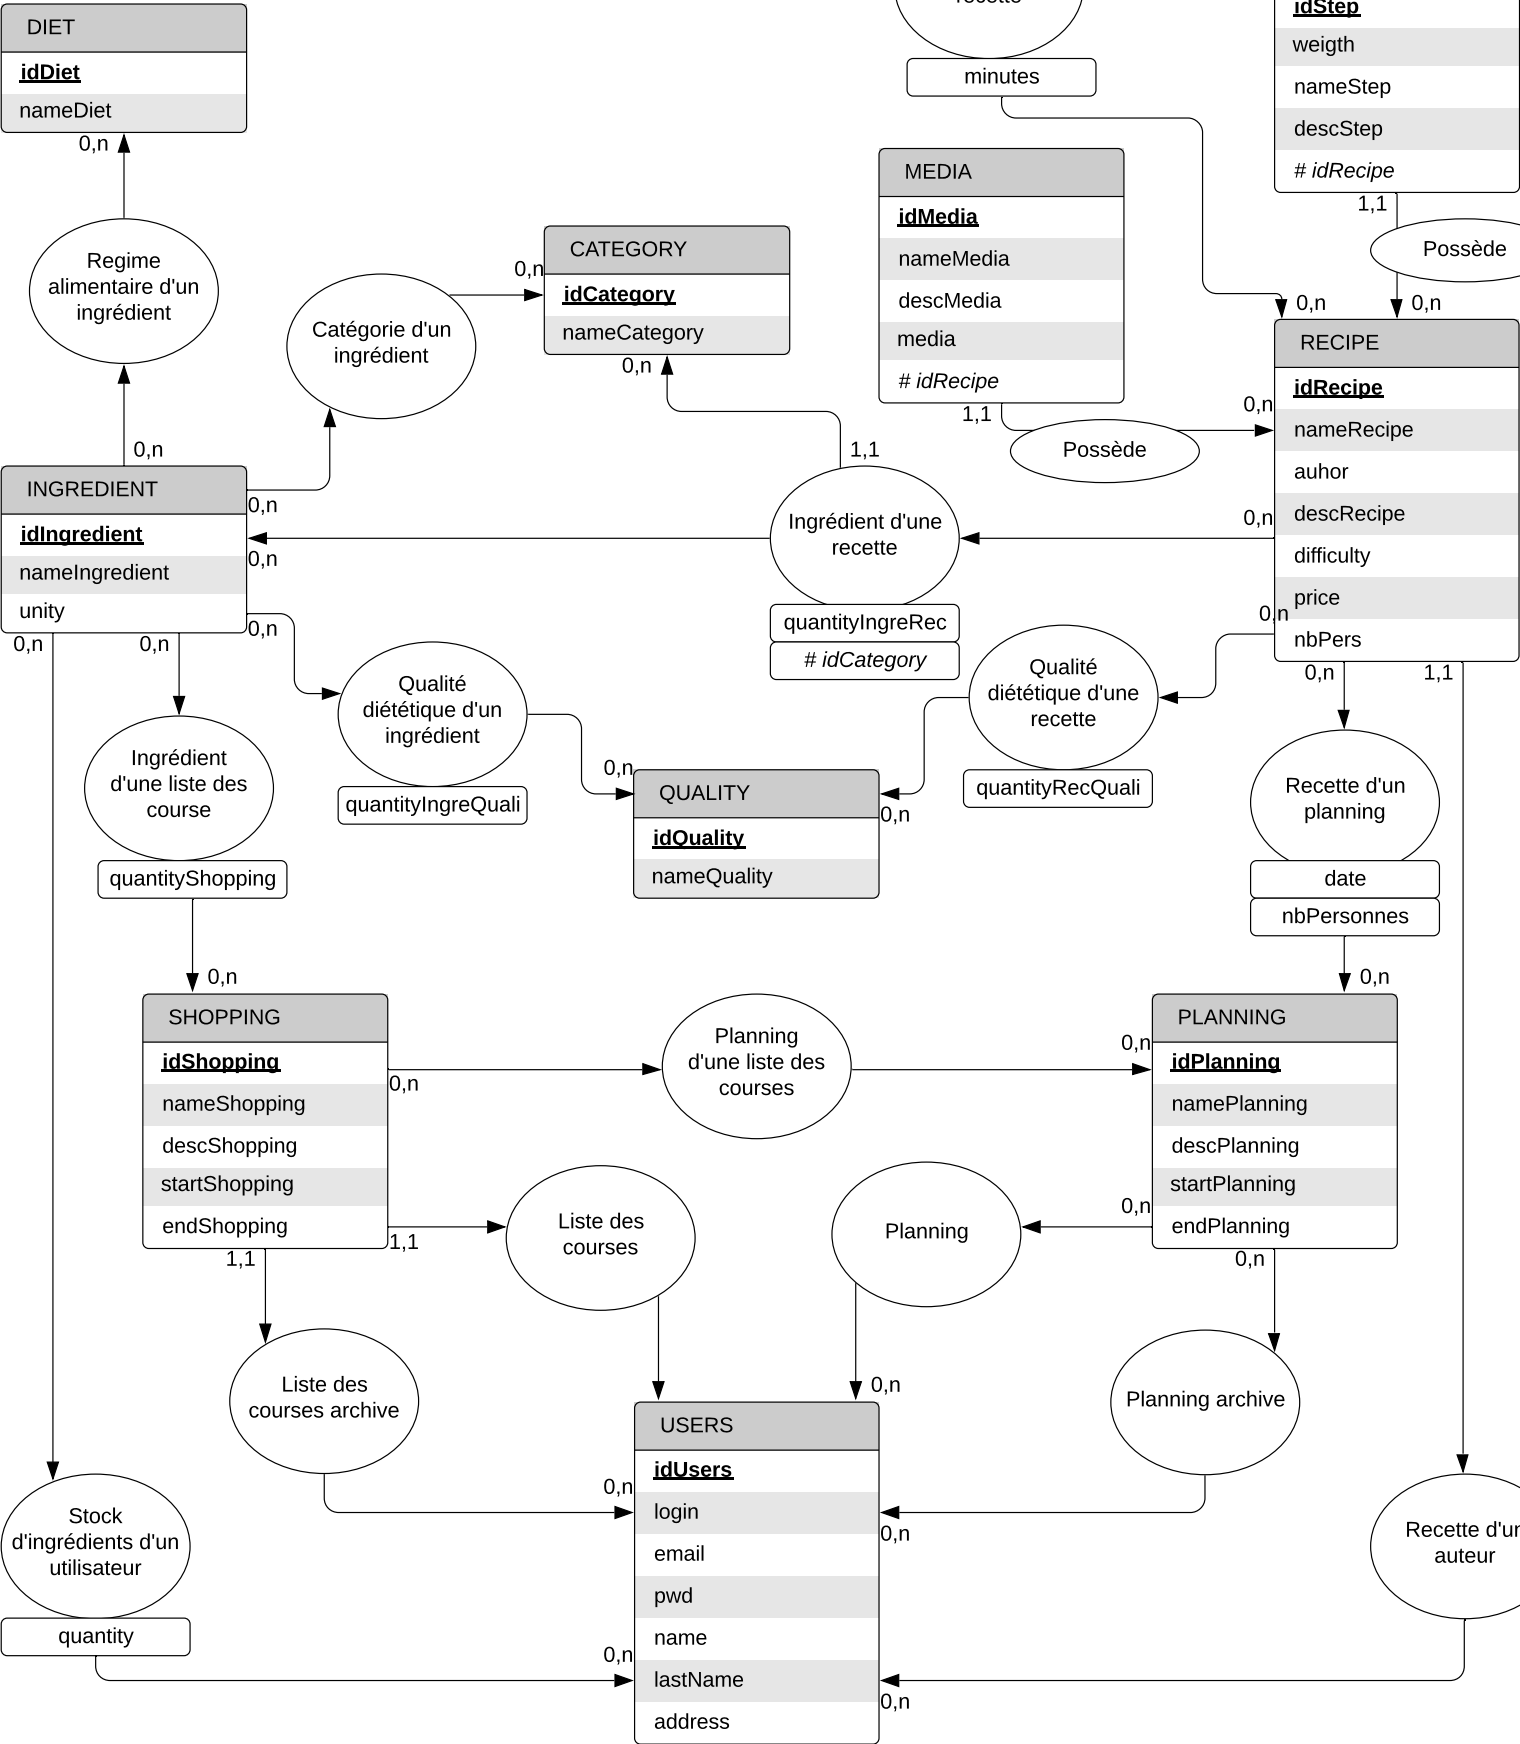 DIET
idDiet
nameDiet
0,n
Regime
alimentaire d'un
ingrédient
0,n
minutes
idStep
weigth
nameStep
descStep
# idRecipe
1,1
Possède
0,n
0,n
MEDIA
idMedia
nameMedia
descMedia
media
# idRecipe
1,1
Possède
0,n
CATEGORY
idCategory
nameCategory
0,n
0,n
Catégorie d'un
ingrédient
0,n
INGREDIENT
idIngredient
nameIngredient
unity
0,n
0,n
0,n
0,n
1,1
Ingrédient d'une
recette
quantityIngreRec
# idCategory
0,n
RECIPE
idRecipe
nameRecipe
auhor
descRecipe
difficulty
price
nbPers
0,n
0,n
1,1
Qualité
diététique d'un
ingrédient
quantityIngreQuali
0,n
Qualité
diététique d'une
recette
quantityRecQuali
0,n
QUALITY
idQuality
nameQuality
Ingrédient
d'une liste des
course
quantityShopping
0,n
Recette d'un
planning
date
nbPersonnes
0,n
SHOPPING
idShopping
nameShopping
descShopping
startShopping
endShopping
0,n
1,1
1,1
Planning
d'une liste des
courses
0,n
PLANNING
idPlanning
namePlanning
descPlanning
startPlanning
endPlanning
0,n
0,n
Liste des
courses
Planning
0,n
Liste des
courses archive
0,n
Planning archive
0,n
USERS
idUsers
login
email
pwd
name
lastName
address
Stock
d'ingrédients d'un
utilisateur
quantity
0,n
Recette d'un
auteur
0,n